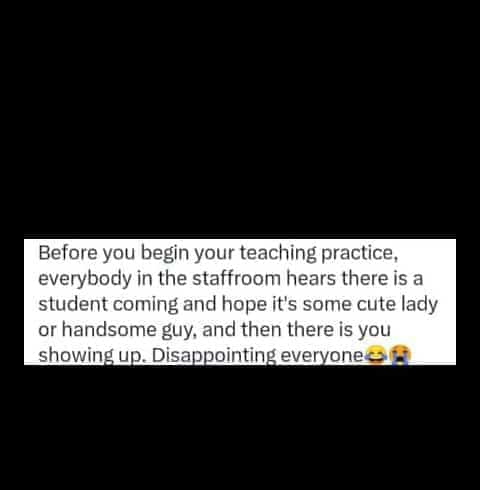 Before you begin your teaching practice,
everybody in the staffroom hears there is a
student coming and hope it's some cute lady
or handsome guy, and then there is you
showing up. Disappointing everyone😂😭